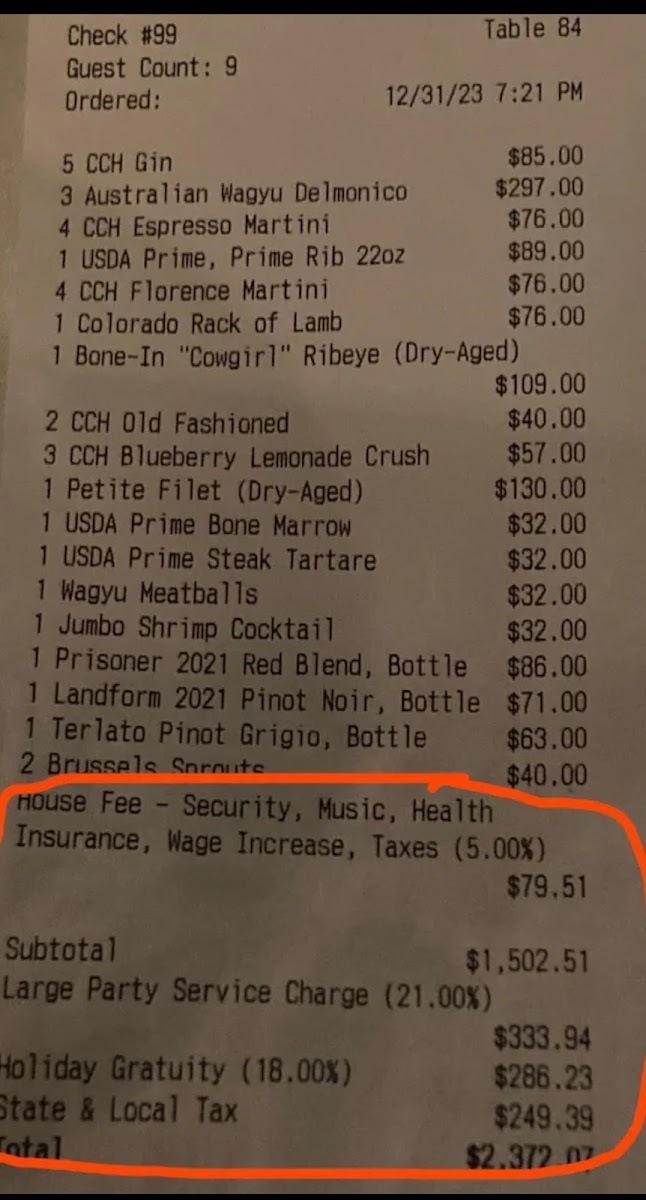 Check #99 Table 84
Guest Count: 9
Ordered: 12/31/23 7:21 PM
5 CCH Gin $85.00
3 Australian Wagyu Delmonico $297.00
4 CCH Espresso Martini $76.00
1 USDA Prime, Prime Rib 22oz $89.00
4 CCH Florence Martini $76.00
1 Colorado Rack of Lamb $76.00
1 Bone-In "Cowgirl" Ribeye (Dry-Aged)
$109.00
2 CCH Old Fashioned $40.00
3 CCH Blueberry Lemonade Crush $57.00
1 Petite Filet (Dry-Aged) $130.00
1 USDA Prime Bone Marrow $32.00
1 USDA Prime Steak Tartare $32.00
1 Wagyu Meatballs $32.00
1 Jumbo Shrimp Cocktail $32.00
1 Prisoner 2021 Red Blend, Bottle $86.00
1 Landform 2021 Pinot Noir, Bottle $71.00
1 Terlato Pinot Grigio, Bottle $63.00
2 Brussels Sprouts $40.00
House Fee - Security, Music, Health
Insurance, Wage Increase, Taxes (5.00%)
$79.51
Subtotal $1,502.51
Large Party Service Charge (21.00%)
$333.94
Holiday Gratuity (18.00%) $286.23
State & Local Tax $249.39
Total $2,372.07